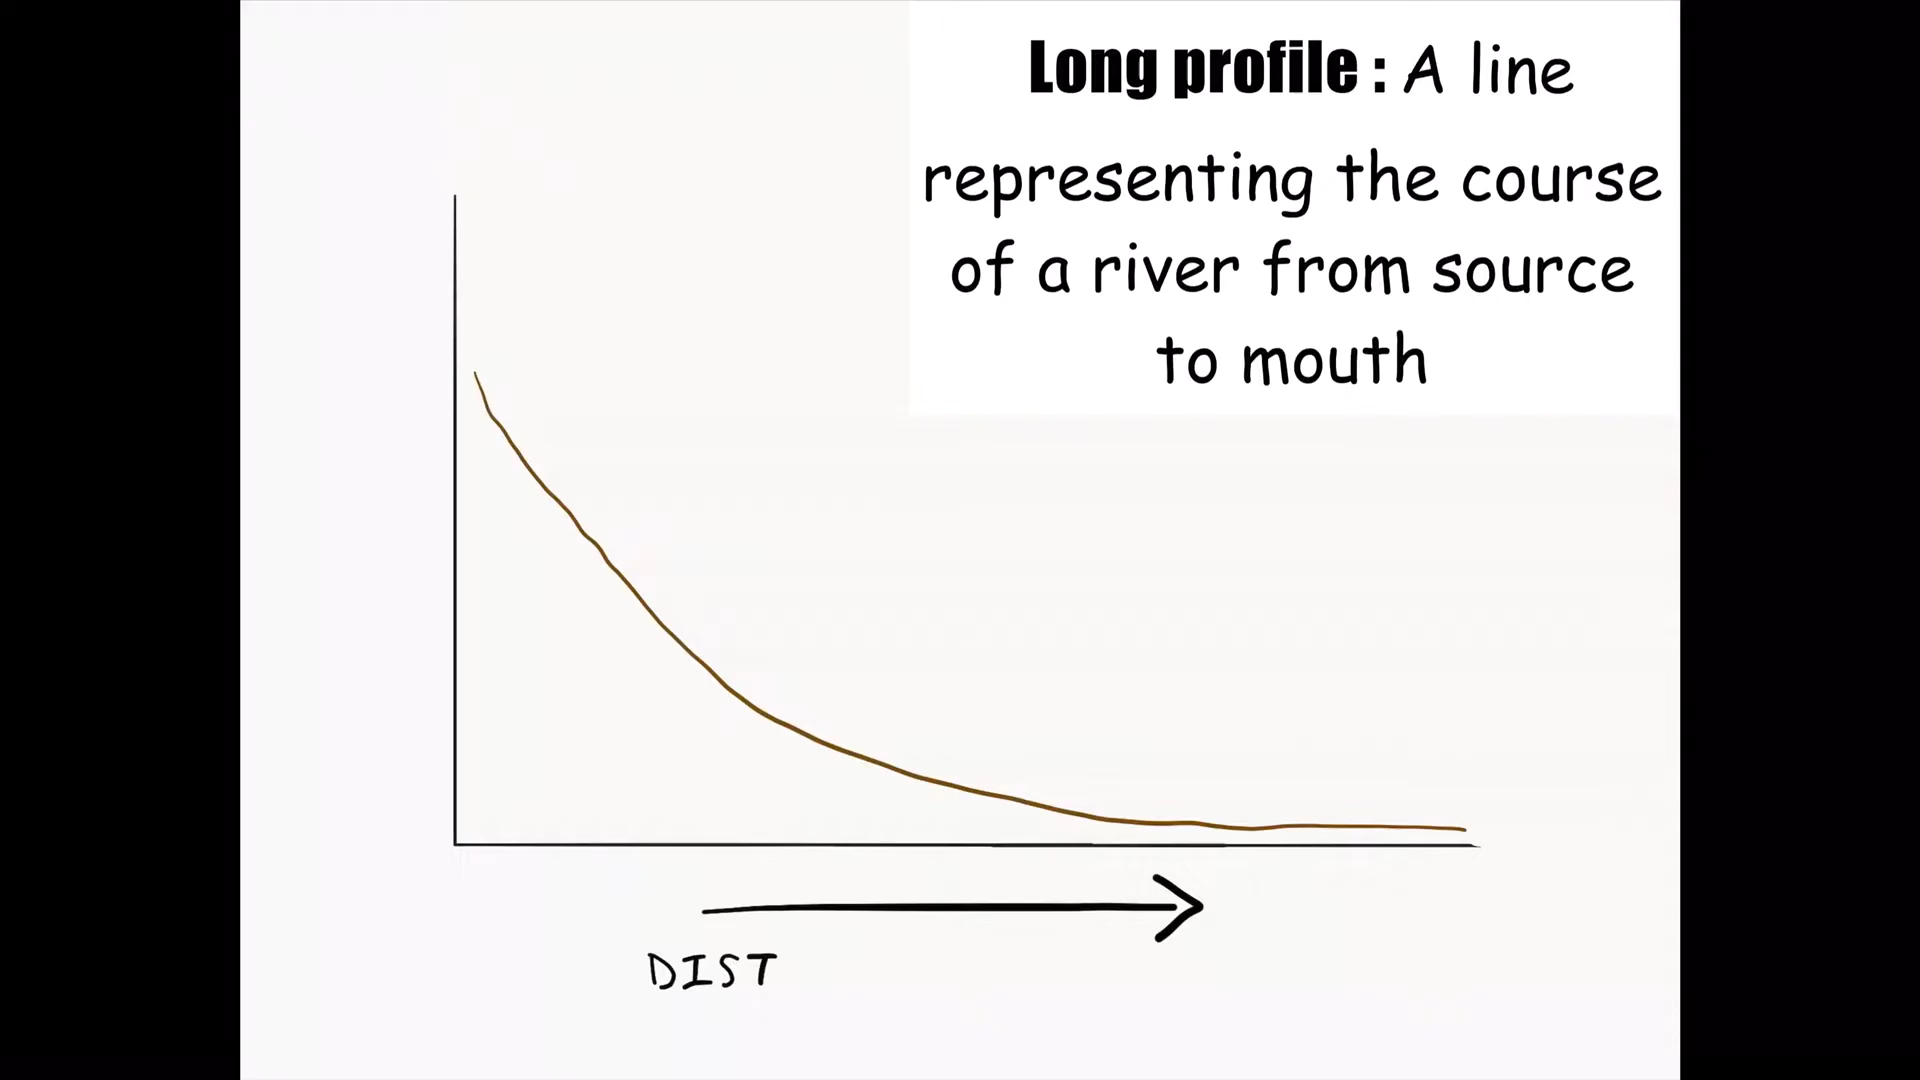 Long profile : A line
representing the course
of a river from source
to mouth
DIST